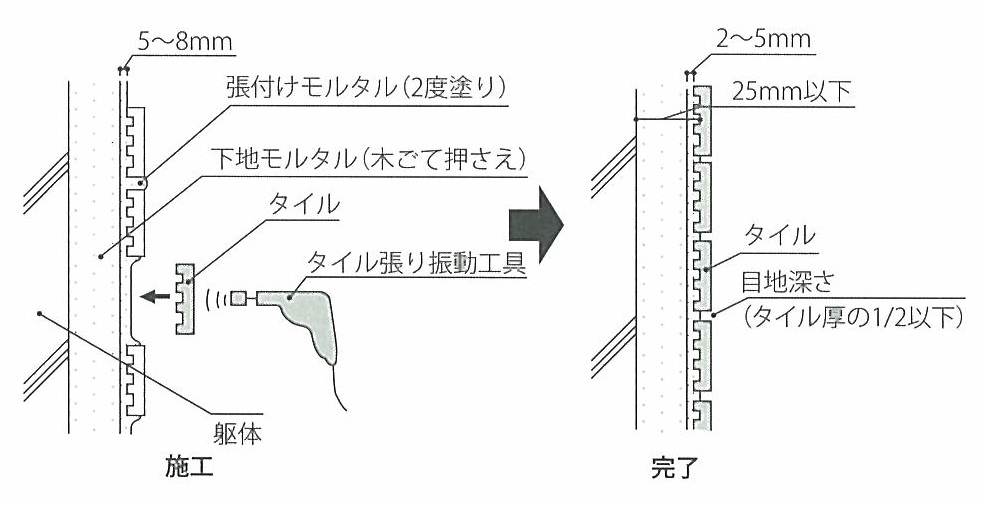 5〜8mm
張付けモルタル(2度塗り)
下地モルタル(木ごて押さえ)
タイル
タイル張り振動工具
躯体
施工
2〜5mm
25mm以下
タイル
目地深さ
(タイル厚の1/2以下)
完了